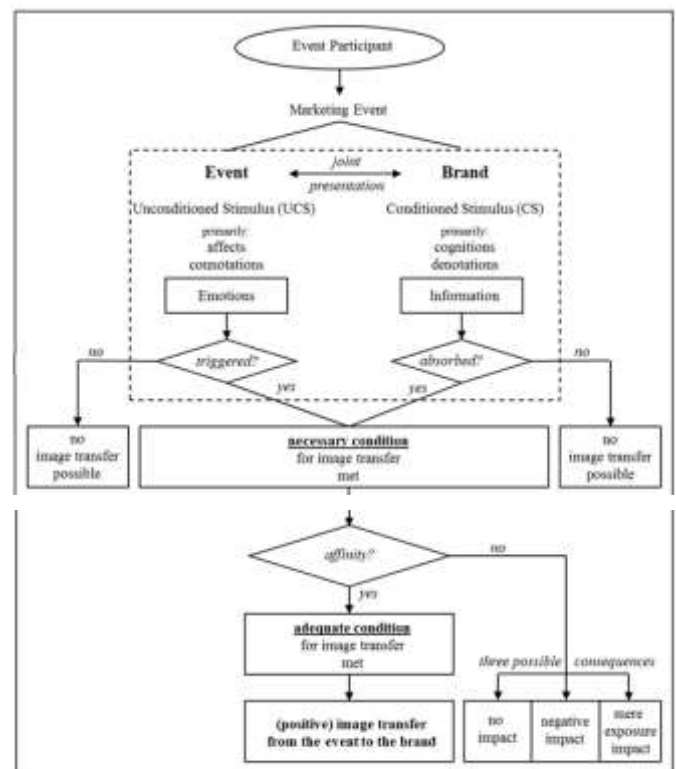 Event Participant
Marketing Event
Event
joint
presentation
Brand
Unconditioned Stimulus (UCS)
Conditioned Stimulus (CS)
primarily:
affects
connotations
primarily:
cognitions
denotations
Emotions
Information
no
triggered?
yes
absorbed?
yes
no
no
image transfer
possible
necessary condition
for image transfer
met
no
image transfer
possible
affinity?
no
yes
adequate condition
for image transfer
met
three possible consequences
(positive) image transfer
from the event to the brand
no
impact
negative
impact
mere
exposure
impact